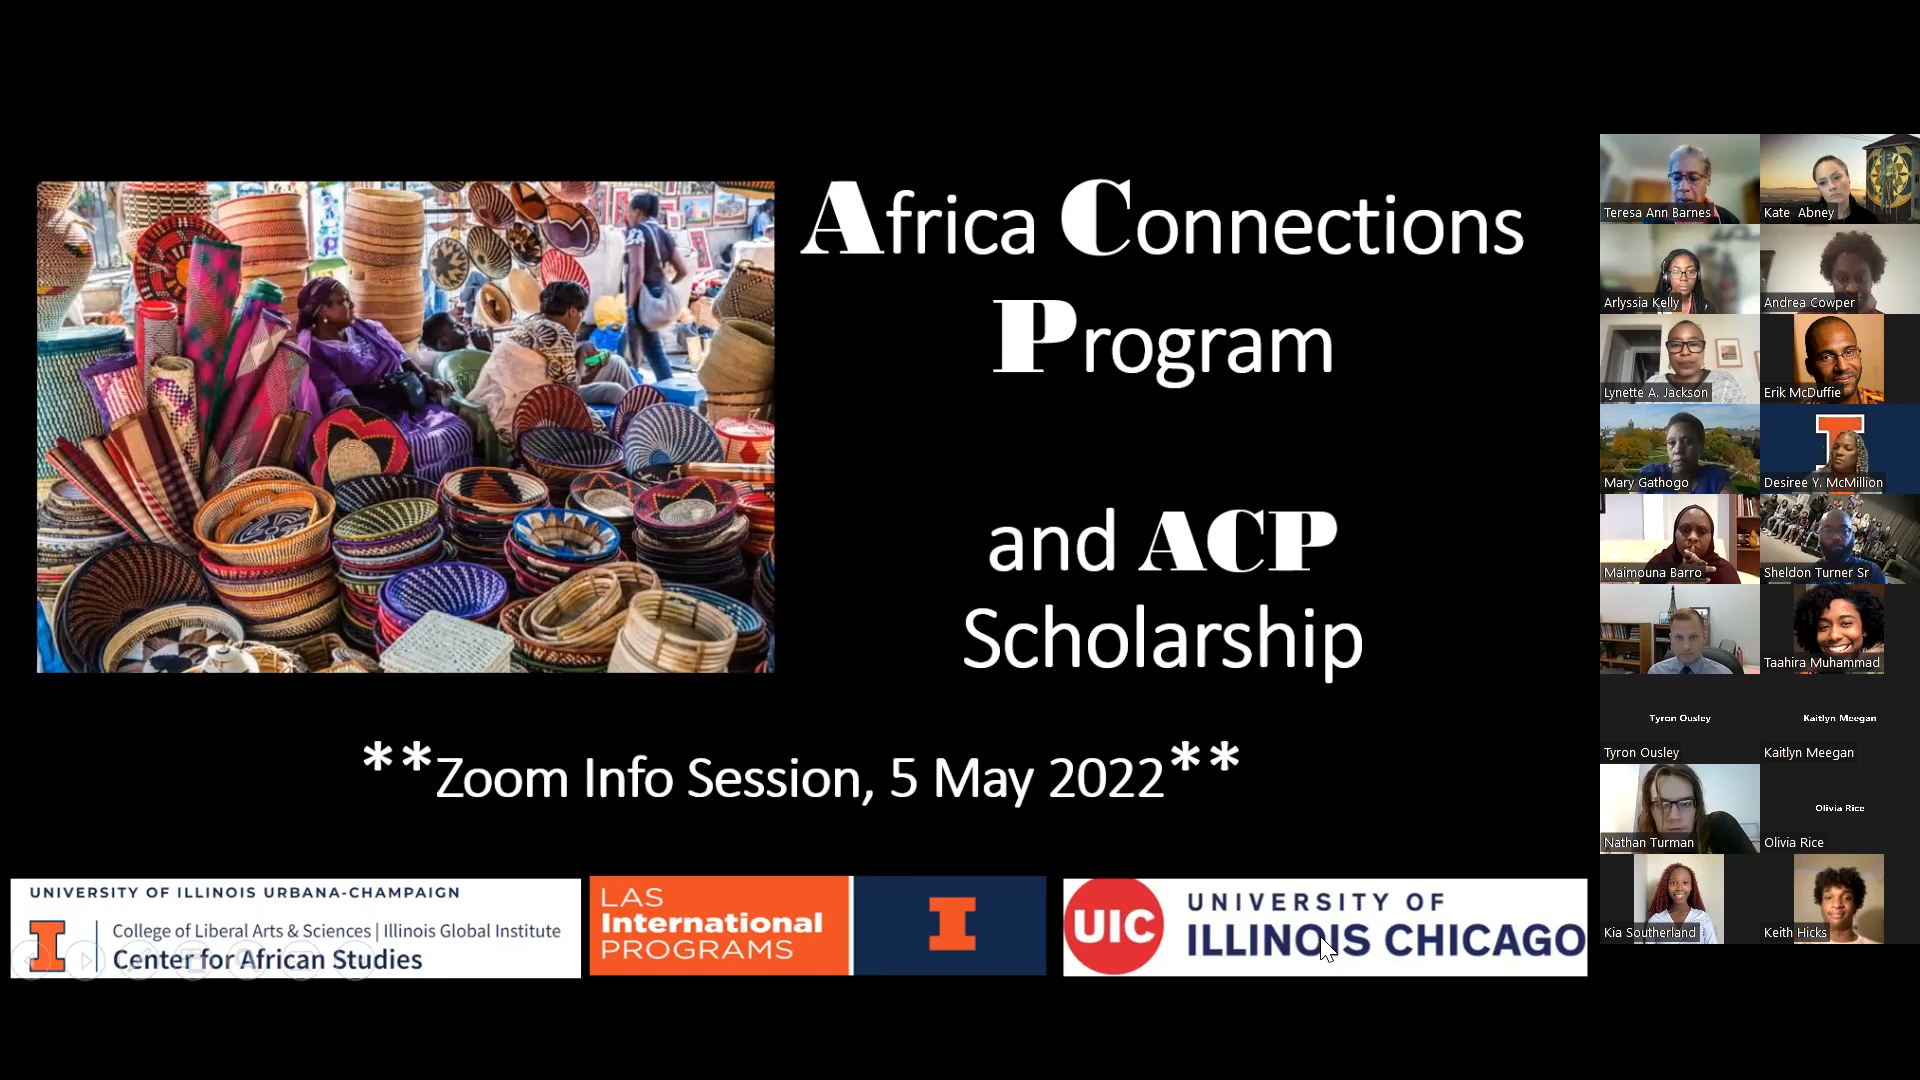 Africa Connections
Program
and ACP
Scholarship
**Zoom Info Session, 5 May 2022**
UNIVERSITY OF ILLINOIS URBANA-CHAMPAIGN
College of Liberal Arts & Sciences | Illinois Global Institute
Center for African Studies
LAS
International
PROGRAMS
UIC
UNIVERSITY OF
ILLINOIS CHICAGO
Teresa Ann Barnes
Kate Abney
Arlyssia Kelly
Andrea Cowper
Lynette A. Jackson
Erik McDuffie
Mary Gathogo
Desiree Y. McMillion
Maimouna Barro
Sheldon Turner Sr
Taahira Muhammad
Tyron Ousley
Kaitlyn Meegan
Tyron Ousley
Kaitlyn Meegan
Olivia Rice
Nathan Turman
Olivia Rice
Kia Southerland
Keith Hicks